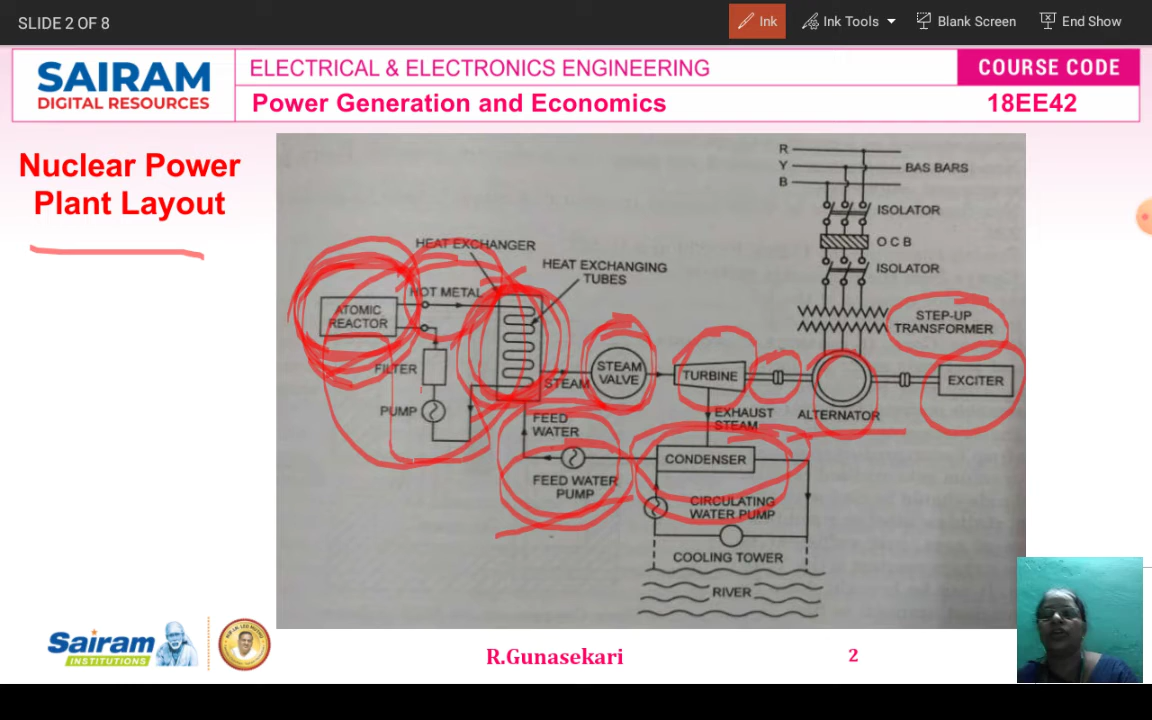 SLIDE 2 OF 8
Ink
Ink Tools
Blank Screen
End Show
SAIRAM
DIGITAL RESOURCES
ELECTRICAL & ELECTRONICS ENGINEERING
COURSE CODE
Power Generation and Economics
18EE42
Nuclear Power
Plant Layout
R
Y
B
BAS BARS
ISOLATOR
O C B
ISOLATOR
STEP-UP
TRANSFORMER
HEAT EXCHANGER
HEAT EXCHANGING
TUBES
HOT METAL
ATOMIC
REACTOR
FILTER
PUMP
STEAM
STEAM
VALVE
TURBINE
ALTERNATOR
EXCITER
EXHAUST
STEAM
FEED
WATER
FEED WATER
PUMP
CONDENSER
CIRCULATING
WATER PUMP
COOLING TOWER
RIVER
Sairam
INSTITUTIONS
R.Gunasekari
2